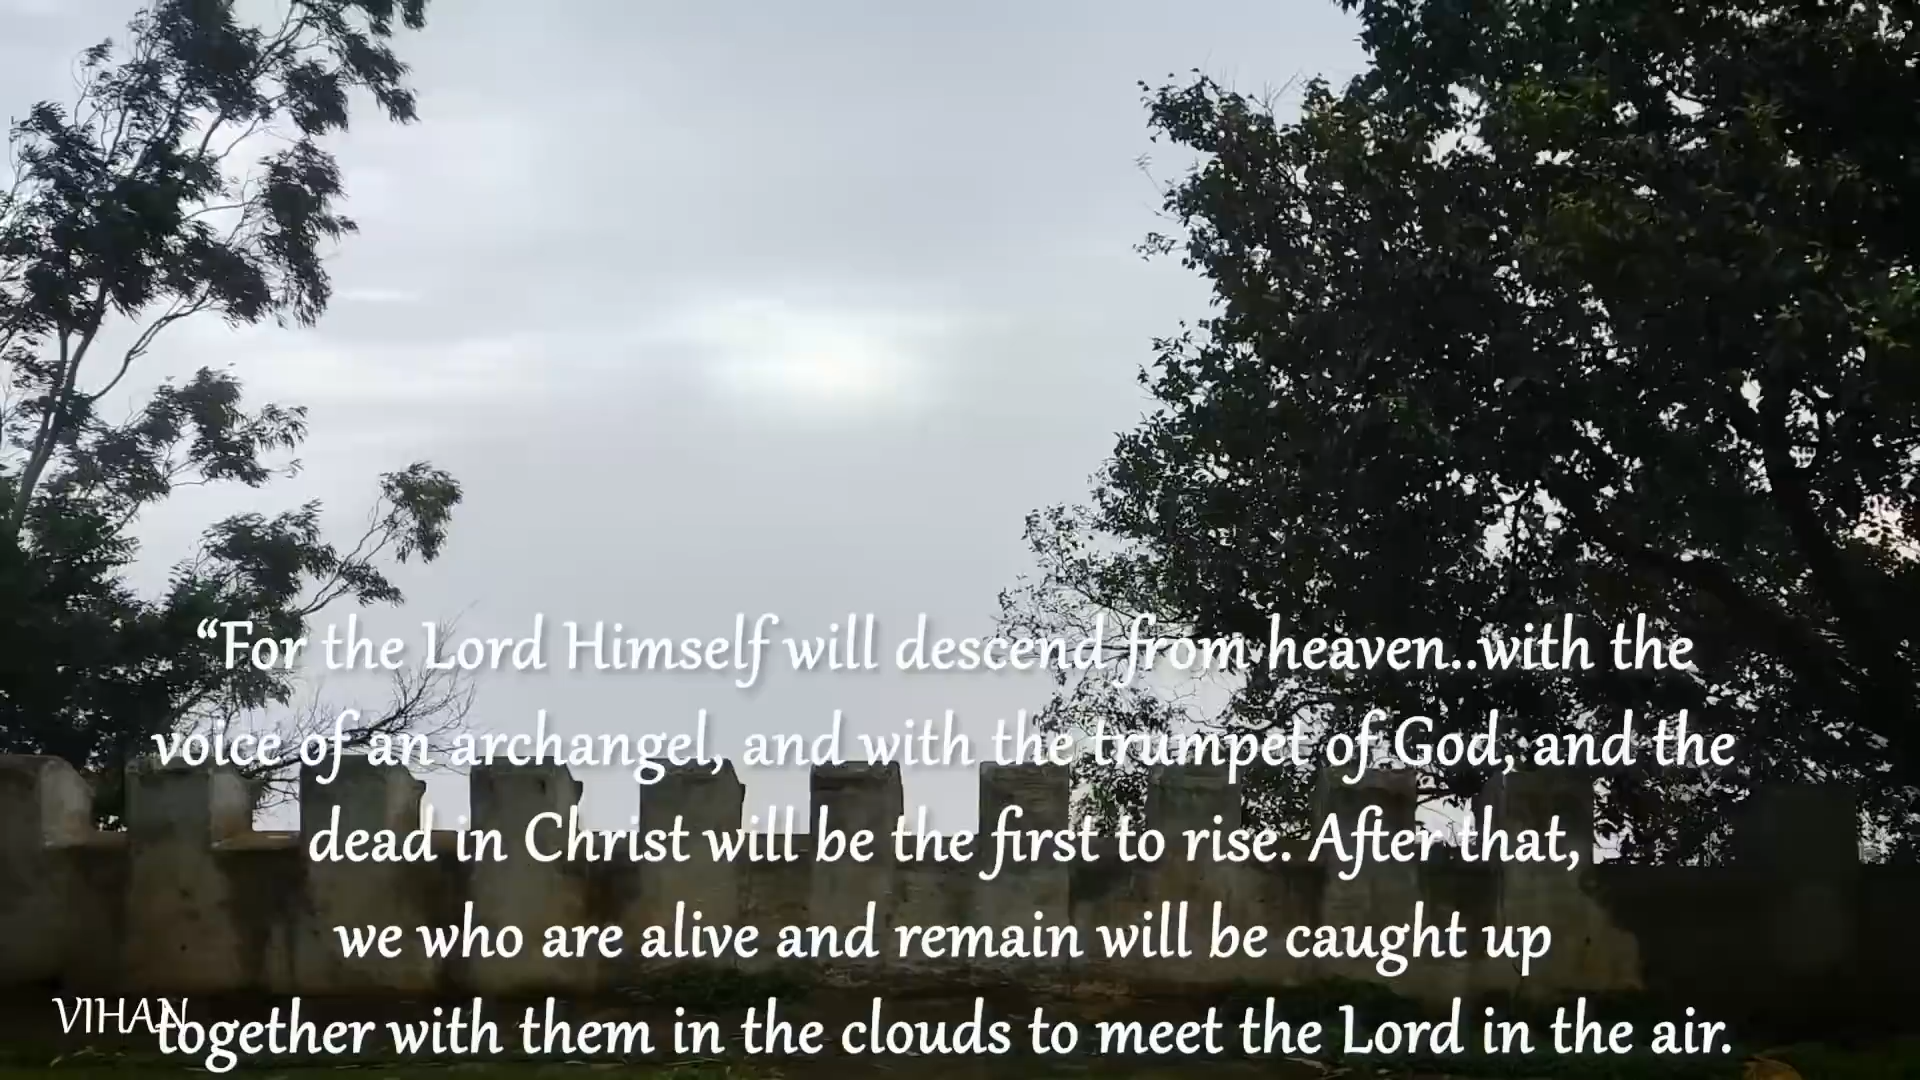 “For the Lord Himself will descend from heaven..with the
voice of an archangel, and with the trumpet of God, and the
dead in Christ will be the first to rise. After that,
we who are alive and remain will be caught up
together with them in the clouds to meet the Lord in the air.
VIHAN